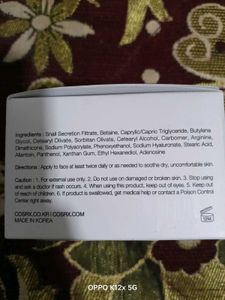 Ingredients : Snail Secretion Filtrate, Betaine, Caprylic/Capric Triglyceride, Butylene
Glycol, Cetearyl Olivate, Sorbitan Olivate, Cetearyl Alcohol, Carbomer, Arginine,
Dimethicone, Sodium Polyacrylate, Phenoxyethanol, Sodium Hyaluronate, Stearic Acid,
Allantoin, Panthenol, Xanthan Gum, Ethyl Hexanediol, Adenosine
Directions : Apply to face at least twice daily or as needed to soothe dry, uncomfortable skin.
Caution : 1. For external use only. 2. Do not use on damaged or broken skin. 3. Stop using
and ask a doctor if rash occurs. 4. When using this product, keep out of eyes. 5. Keep out
of reach of children. 6. If product is swallowed, get medical help or contact a Poison Control
Center right away.
COSRX.CO.KR | COSRX.COM
MADE IN KOREA
OPPO K12x 5G